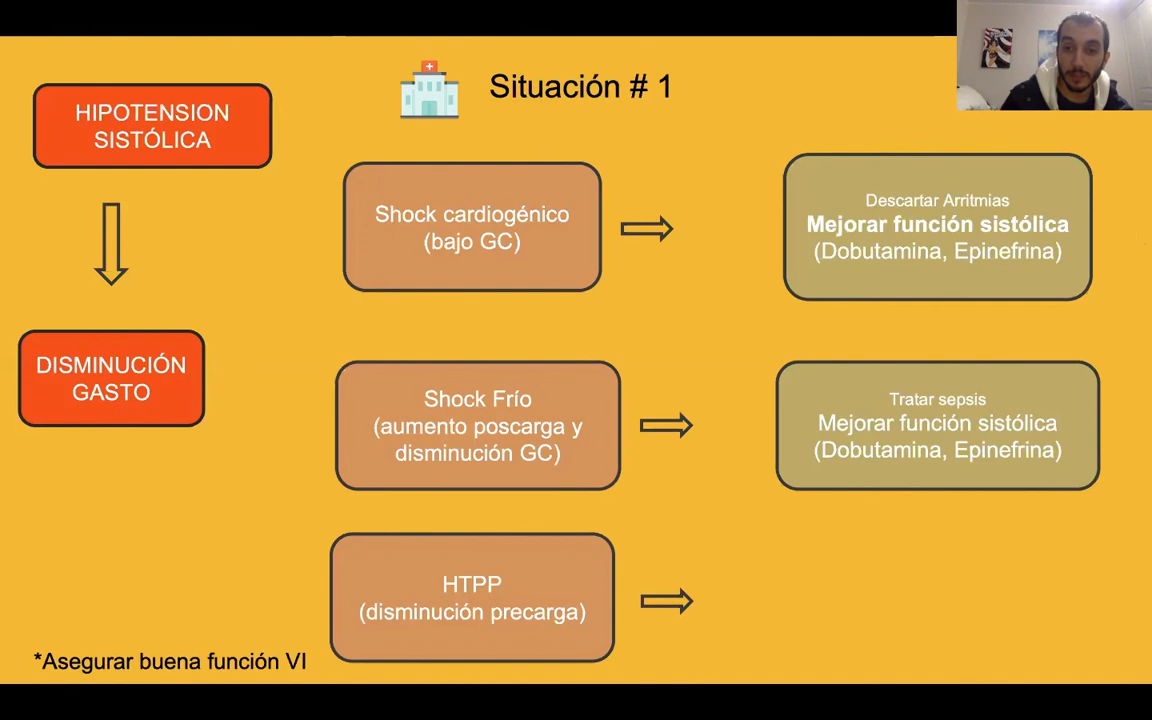 Situación # 1
HIPOTENSION
SISTÓLICA
DISMINUCIÓN
GASTO
Shock cardiogénico
(bajo GC)
Descartar Arritmias
Mejorar función sistólica
(Dobutamina, Epinefrina)
Shock Frío
(aumento poscarga y
disminución GC)
Tratar sepsis
Mejorar función sistólica
(Dobutamina, Epinefrina)
HTPP
(disminución precarga)
*Asegurar buena función VI